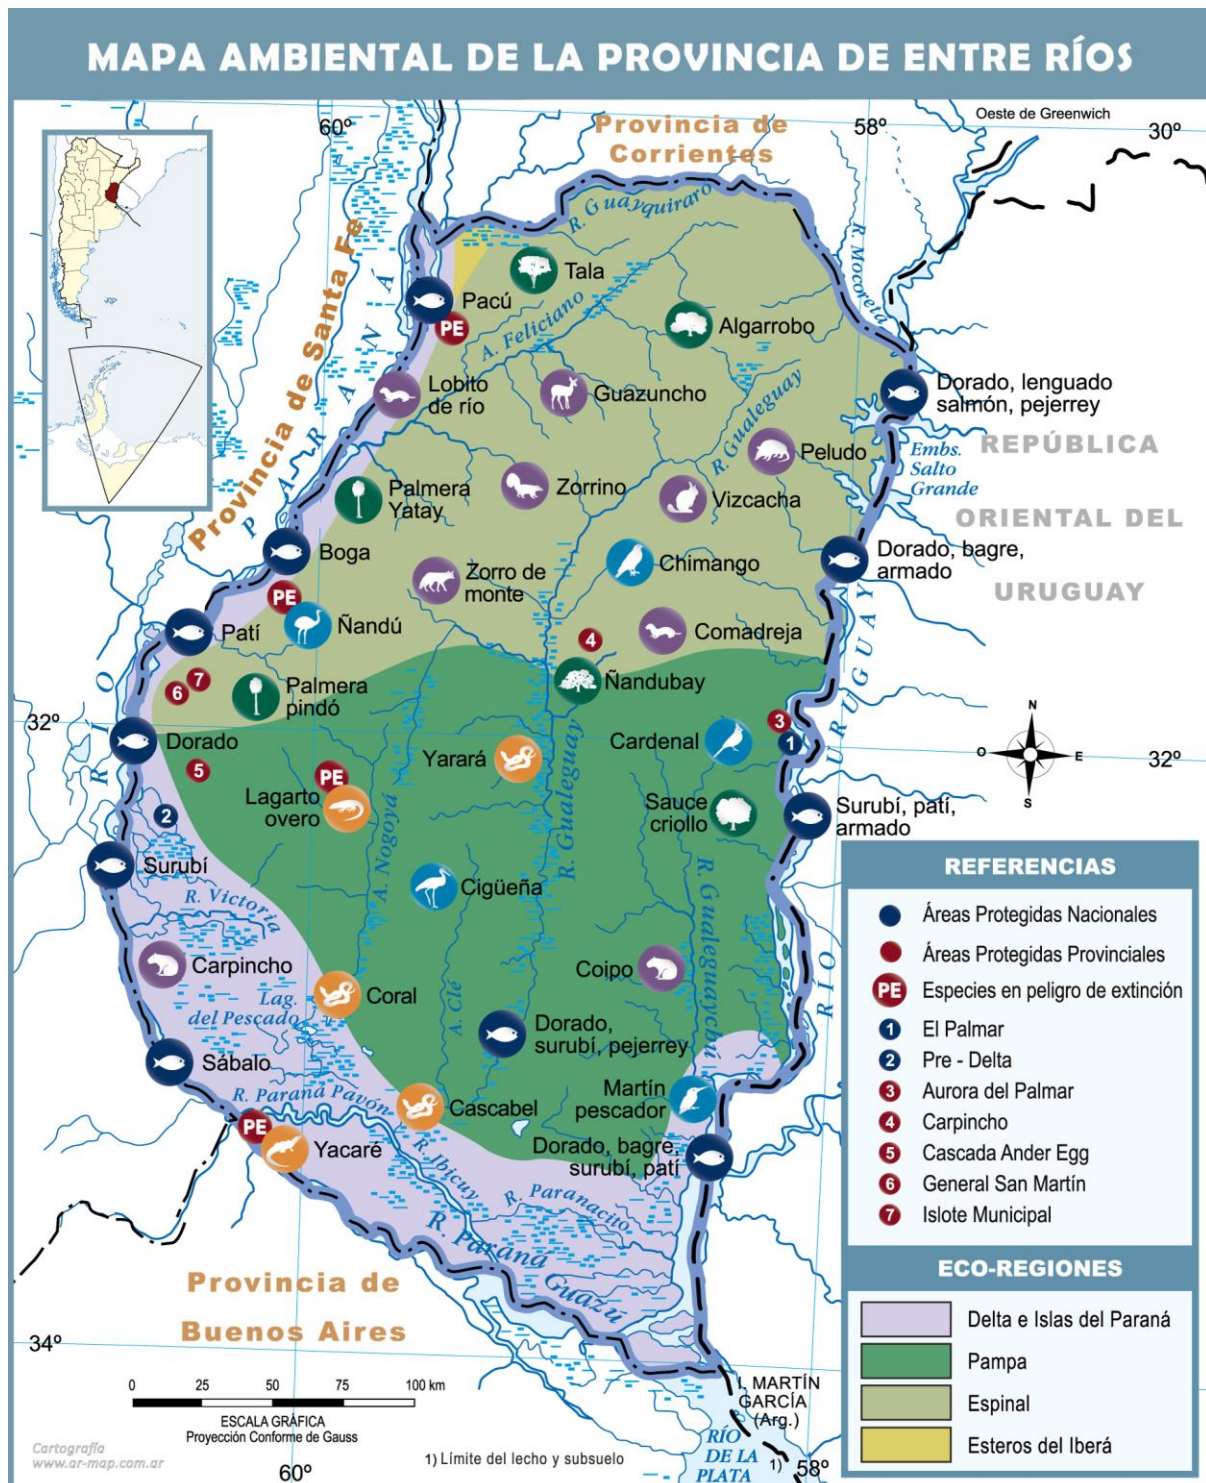 MAPA AMBIENTAL DE LA PROVINCIA DE ENTRE RÍOS
60º
58º
Oeste de Greenwich
30º
Provincia de
Corrientes
R. Guayquiraro
R. Mocoretá
Provincia de Santa Fe
RÍO PARANÁ
Tala
Pacú
PE
Algarrobo
A. Feliciano
Lobito
de río
Guazuncho
R. Gualeguay
Dorado, lenguado
salmón, pejerrey
Peludo
Embs.
Salto
Grande
REPÚBLICA
ORIENTAL DEL
URUGUAY
Palmera
Yatay
Zorrino
Vizcacha
Boga
Chimango
Dorado, bagre,
armado
Zorro de
monte
PE
Ñandú
Patí
4
Comadreja
RÍO URUGUAY
7
6
Palmera
pindó
Ñandubay
32º
Dorado
5
Yarará
Cardenal
3
1
N
O
E
S
32º
PE
Lagarto
overo
R. Gualeguay
Sauce
criollo
Surubí, patí,
armado
2
Surubí
A. Nogoyá
Cigüeña
R. Victoria
Carpincho
Coipo
R. Gualeguaychú
Coral
Lag.
del Pescado
A. Clé
Dorado,
surubí, pejerrey
Sábalo
R. Paraná Pavón
Martín
pescador
Cascabel
PE
Yacaré
Dorado, bagre,
surubí, patí
R. Ibicuy
R. Paranacito
R. Paraná Guazú
Provincia de
Buenos Aires
34º
0 25 50 75 100 km
ESCALA GRÁFICA
Proyección Conforme de Gauss
I. MARTÍN
GARCÍA
(Arg.)
RÍO
DE LA
PLATA
1)
Cartografía
www.ar-map.com.ar
1) Límite del lecho y subsuelo
60º
58º
REFERENCIAS
Áreas Protegidas Nacionales
Áreas Protegidas Provinciales
PE Especies en peligro de extinción
1 El Palmar
2 Pre - Delta
3 Aurora del Palmar
4 Carpincho
5 Cascada Ander Egg
6 General San Martín
7 Islote Municipal
ECO-REGIONES
Delta e Islas del Paraná
Pampa
Espinal
Esteros del Iberá